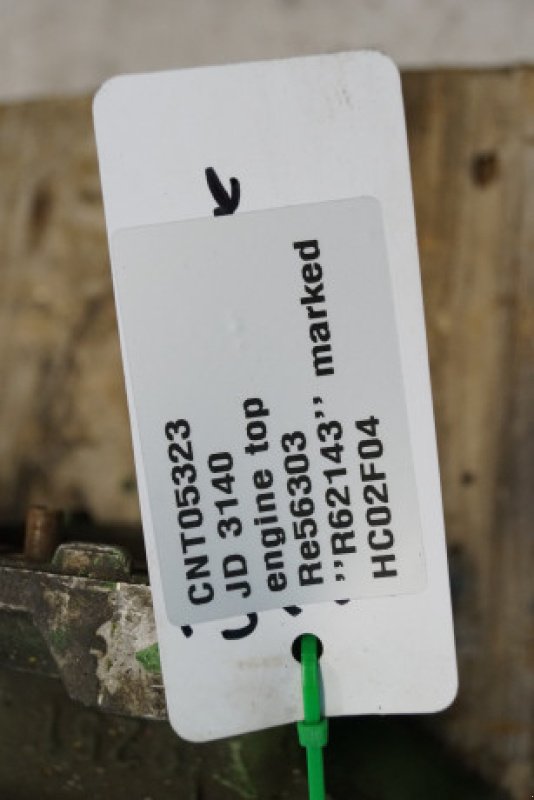 CNT05323
JD 3140
engine top
Re56303
"R62143" marked
HC02F04